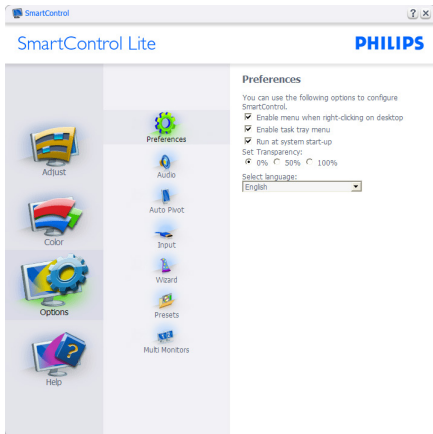 SmartControl
SmartControl Lite
PHILIPS
Adjust
Color
Options
Help
Preferences
Audio
Auto Pivot
Input
Wizard
Presets
Multi Monitors
Preferences
You can use the following options to configure
SmartControl.
Enable menu when right-clicking on desktop
Enable task tray menu
Run at system start-up
Set Transparency:
0% 50% 100%
Select language:
English